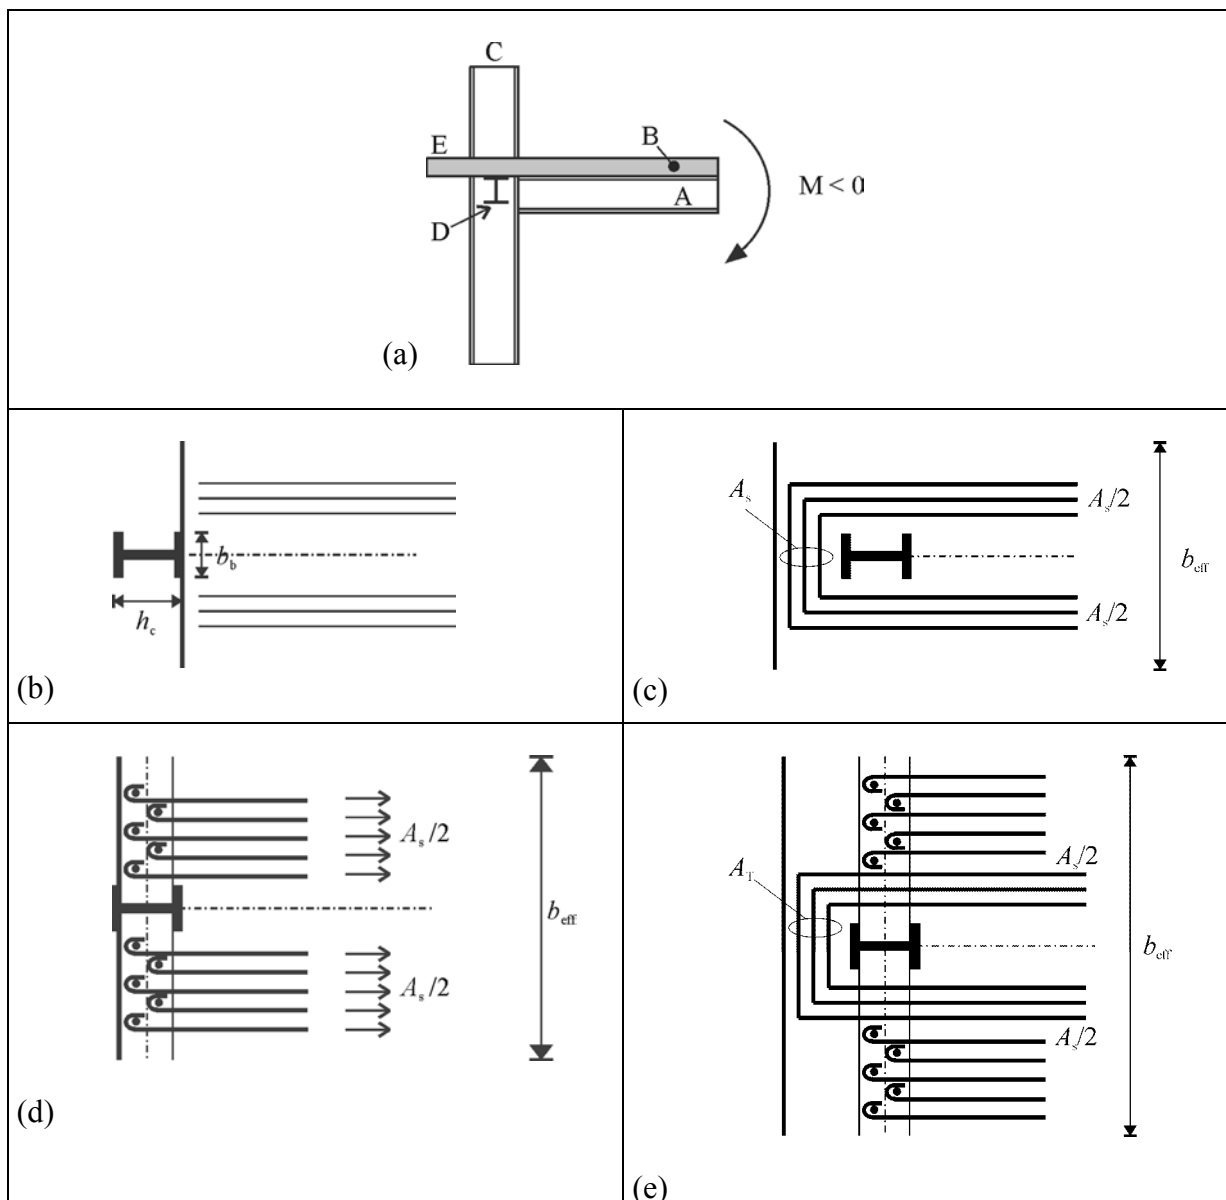 C
E
B
A
M < 0
D
(a)
b_b
h_c
(b)
A_s
A_s/2
b_eff
A_s/2
(c)
A_s/2
b_eff
A_s/2
(d)
A_s/2
A_T
b_eff
A_s/2
(e)